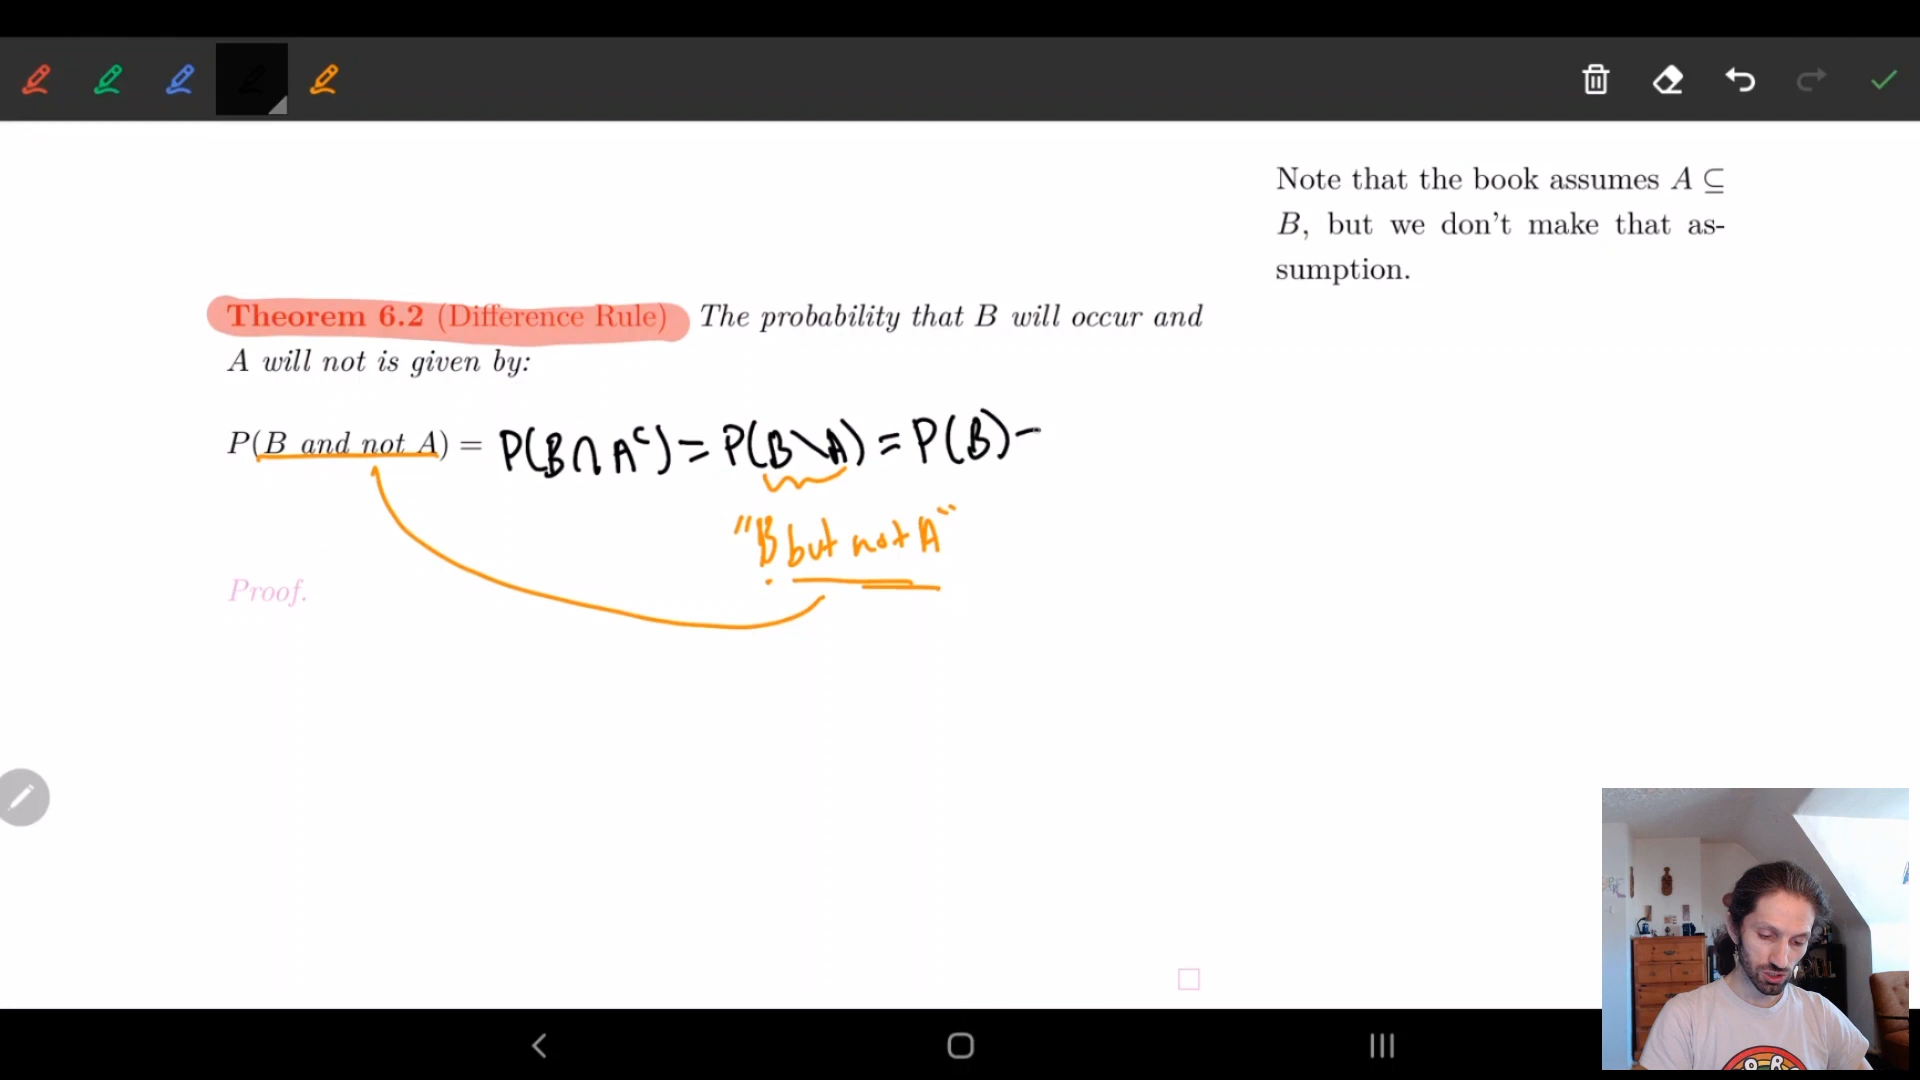 Note that the book assumes A ⊆
B, but we don't make that as-
sumption.
Theorem 6.2 (Difference Rule) The probability that B will occur and
A will not is given by:
P(B and not A) = P(B∩Aᶜ) = P(B\A) = P(B) −
"B but not A"
Proof.